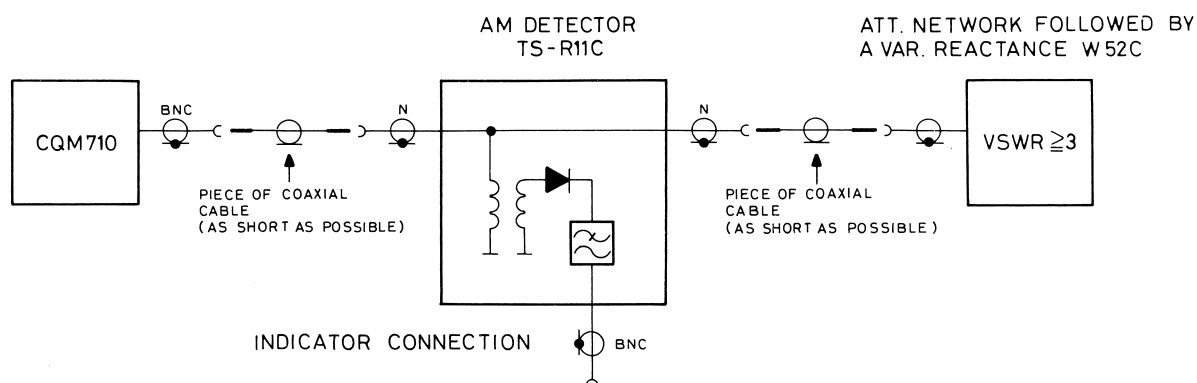 AM DETECTOR
TS-R11C
ATT. NETWORK FOLLOWED BY
A VAR. REACTANCE W52C
BNC
N
N
CQM710
VSWR ≧3
PIECE OF COAXIAL
CABLE
(AS SHORT AS POSSIBLE)
PIECE OF COAXIAL
CABLE
(AS SHORT AS POSSIBLE)
INDICATOR CONNECTION
BNC